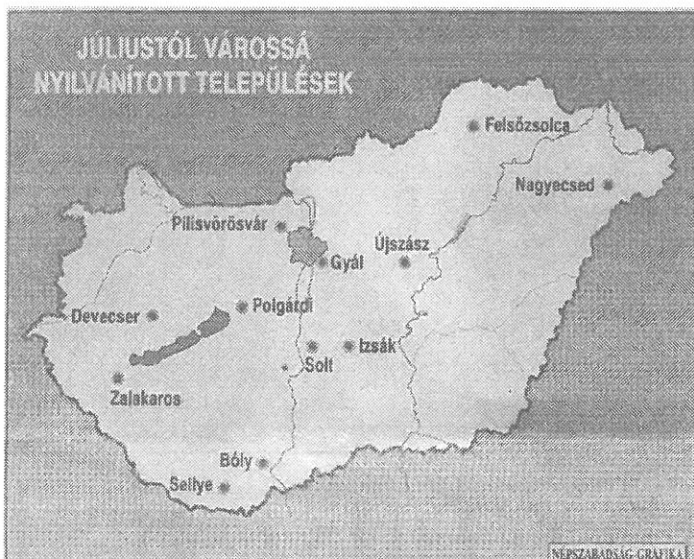 JÚLIUSTÓL VÁROSSÁ
NYILVÁNÍTOTT TELEPÜLÉSEK
Felsőzsolca
Nagyecsed
Pilisvörösvár
Gyál
Újszász
Polgárdi
Devecser
Solt
Izsák
Zalakaros
Bóly
Sellye
NÉPSZABADSÁG-GRAFIKA